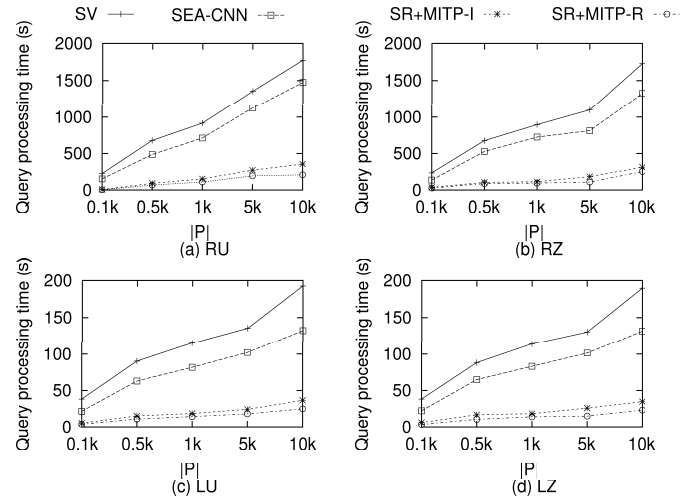 SV SEA-CNN SR+MITP-I SR+MITP-R
Query processing time (s)
2000
1500
1000
500
0
0.1k 0.5k 1k 5k 10k
|P|
(a) RU
Query processing time (s)
2000
1500
1000
500
0
0.1k 0.5k 1k 5k 10k
|P|
(b) RZ
Query processing time (s)
200
150
100
50
0
0.1k 0.5k 1k 5k 10k
|P|
(c) LU
Query processing time (s)
200
150
100
50
0
0.1k 0.5k 1k 5k 10k
|P|
(d) LZ